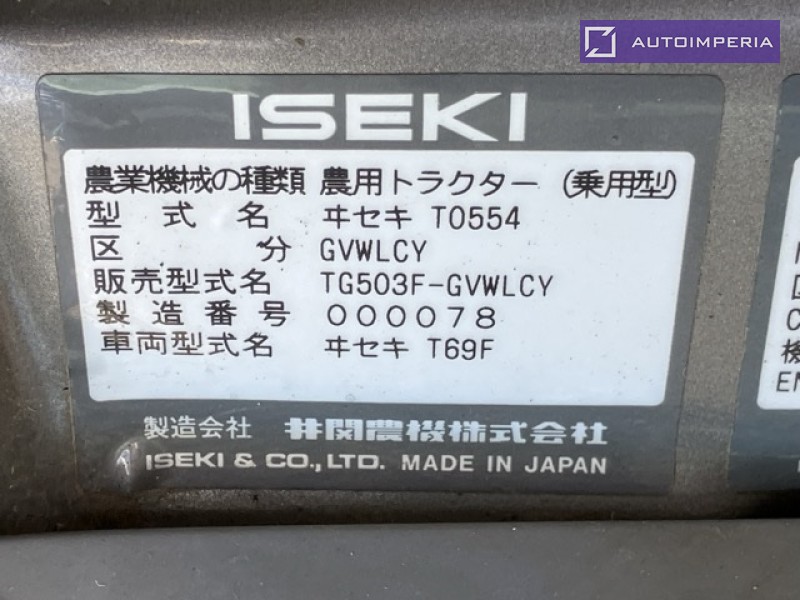 AUTOIMPERIA
ISEKI
農業機械の種類 農用トラクター (乗用型)
型式名 ヰセキ T0554
区分 GVWLCY
販売型式名 TG503F-GVWLCY
製造番号 000078
車両型式名 ヰセキ T69F
製造会社 井関農機株式会社
ISEKI & CO., LTD. MADE IN JAPAN
機